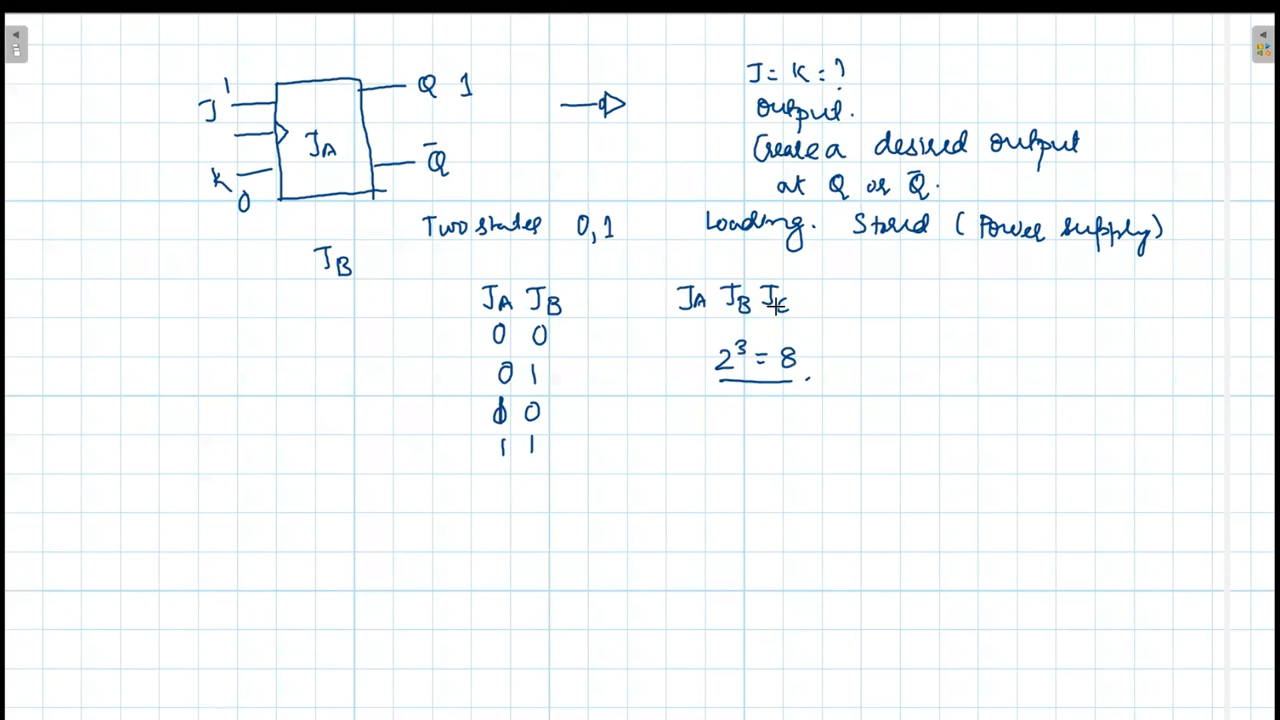 J 1
K 0
JA
Q 1
Q̄
J = K = ?
Output.
Create a desired output
at Q or Q̄.
Two states 0,1
Loading. Stored (Power supply)
JB
JA JB
0 0
0 1
1 0
1 1
JA JB JC
2³ = 8.